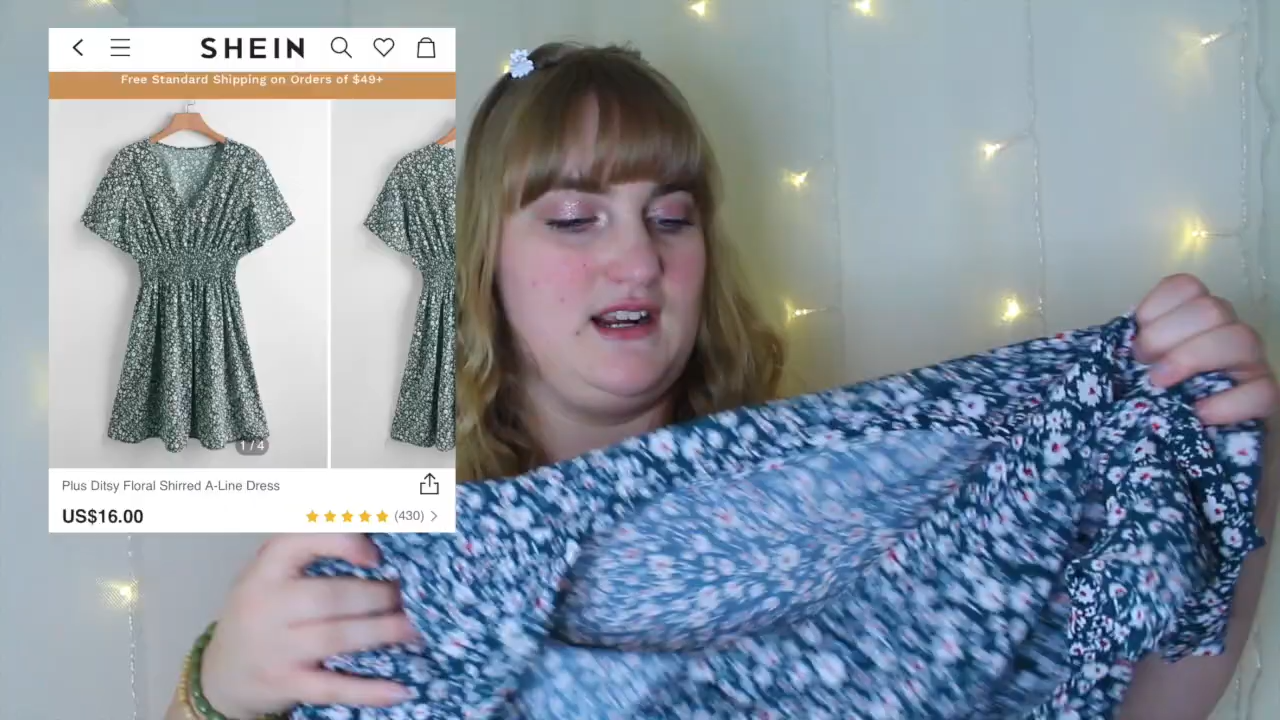 SHEIN
Free Standard Shipping on Orders of $49+
1 / 4
Plus Ditsy Floral Shirred A-Line Dress
US$16.00
(430)